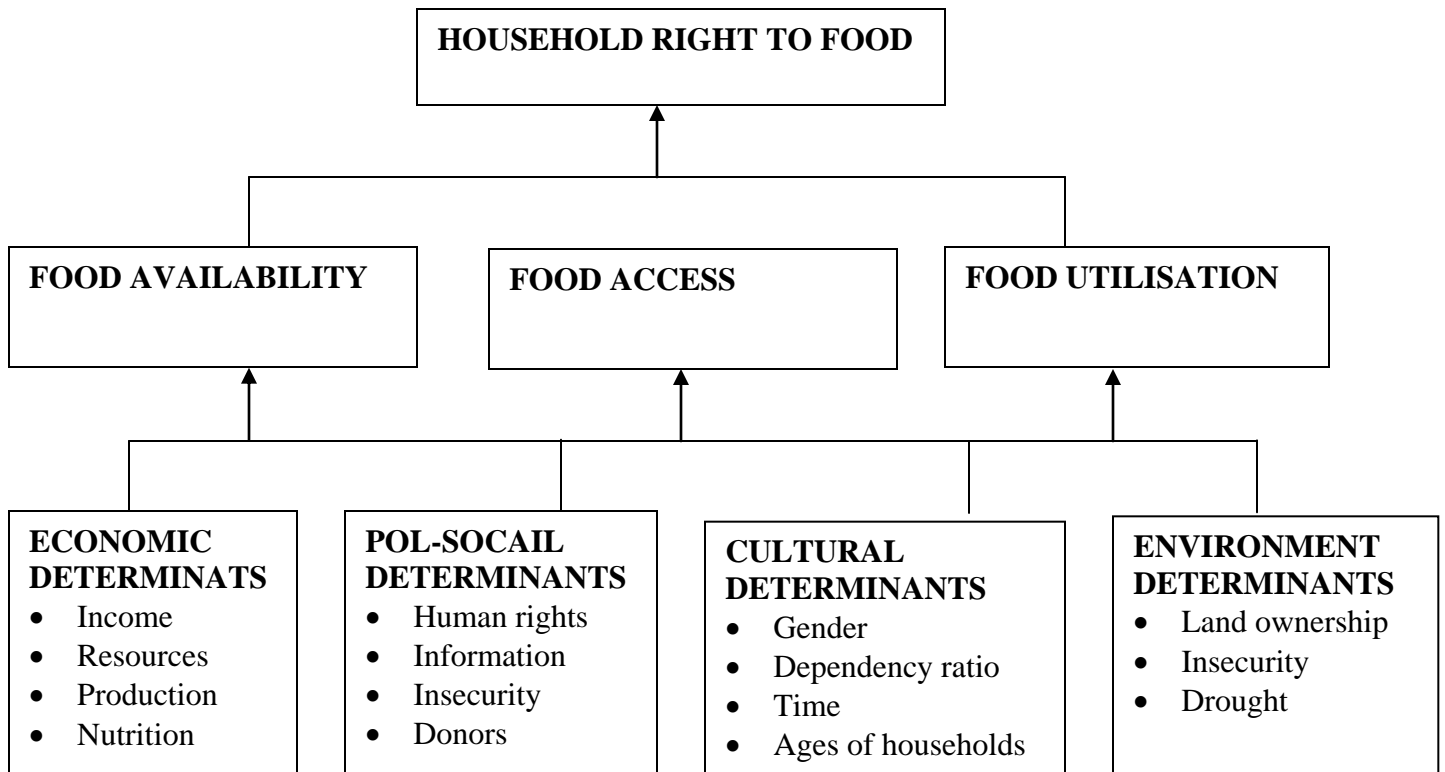 HOUSEHOLD RIGHT TO FOOD
FOOD AVAILABILITY
FOOD ACCESS
FOOD UTILISATION
ECONOMIC
DETERMINATS
• Income
• Resources
• Production
• Nutrition
POL-SOCAIL
DETERMINANTS
• Human rights
• Information
• Insecurity
• Donors
CULTURAL
DETERMINANTS
• Gender
• Dependency ratio
• Time
• Ages of households
ENVIRONMENT
DETERMINANTS
• Land ownership
• Insecurity
• Drought